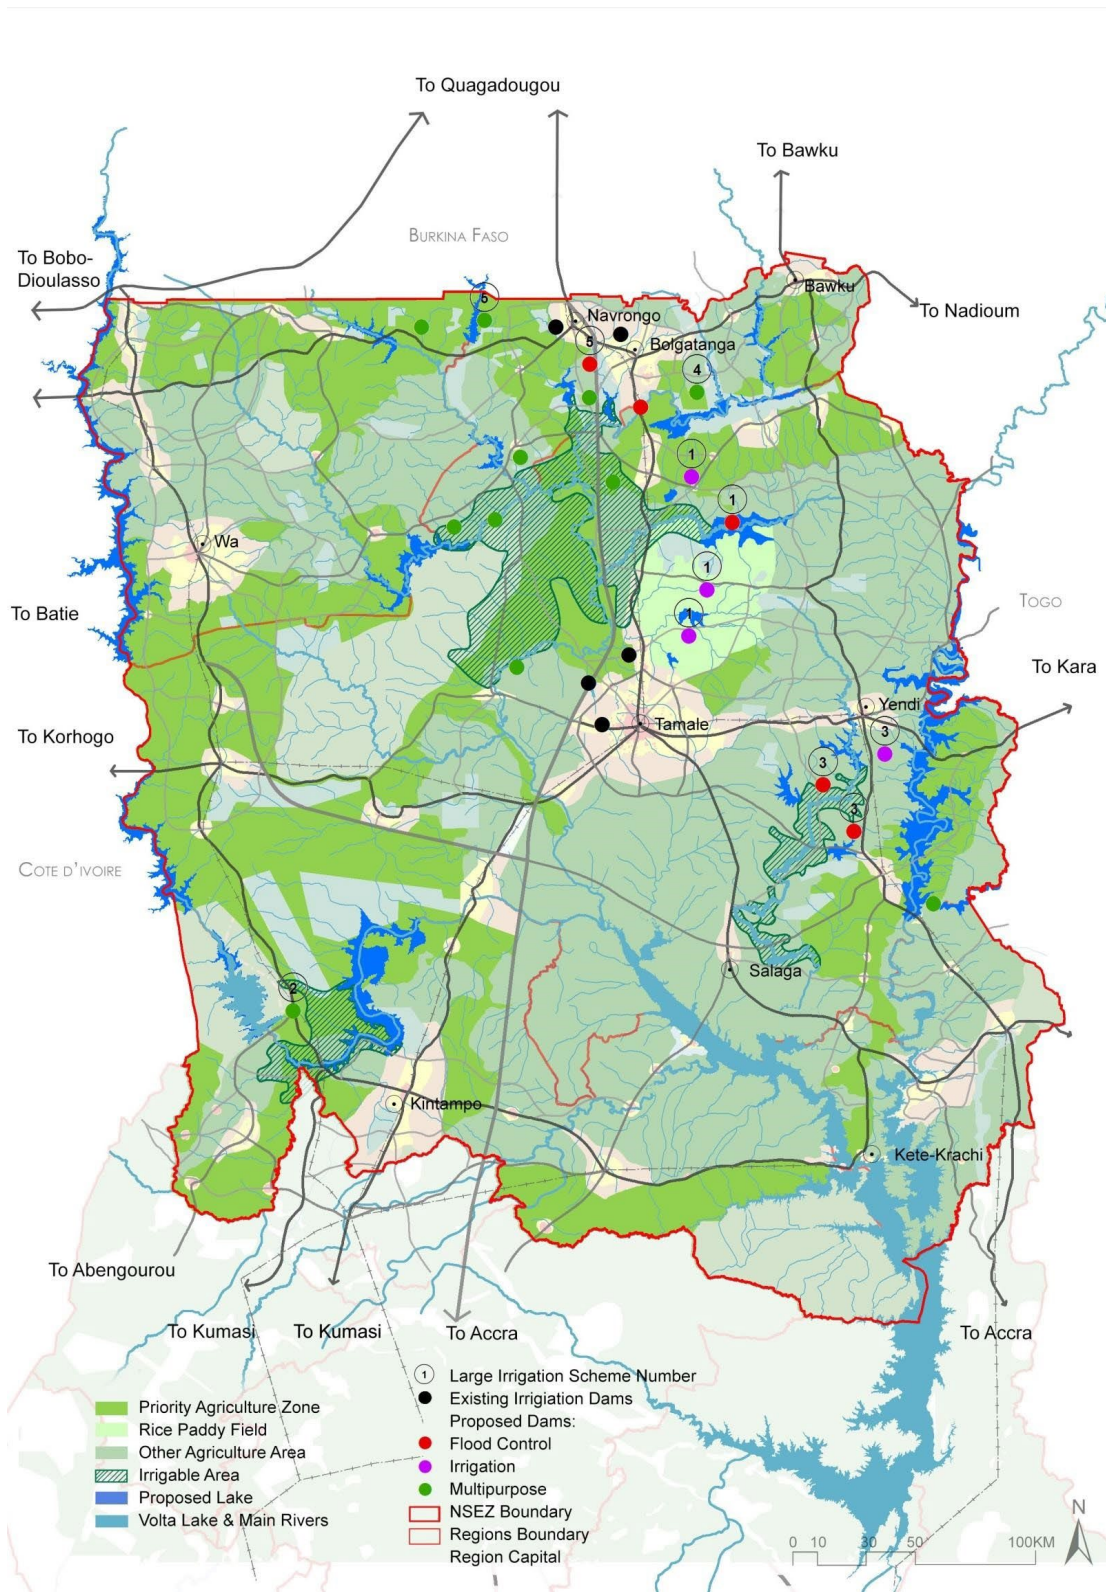 To Quagadougou
To Bawku
BURKINA FASO
To Bobo-
Dioulasso
Bawku
5
To Nadioum
Navrongo
5
Bolgatanga
4
1
1
Wa
1
1
To Batie
TOGO
To Kara
Yendi
Tamale
3
To Korhogo
3
3
COTE D'IVOIRE
Salaga
2
Kintampo
Kete-Krachi
To Abengourou
To Kumasi
To Kumasi
To Accra
To Accra
Priority Agriculture Zone
Rice Paddy Field
Other Agriculture Area
Irrigable Area
Proposed Lake
Volta Lake & Main Rivers
1 Large Irrigation Scheme Number
Existing Irrigiation Dams
Proposed Dams:
Flood Control
Irrigation
Multipurpose
NSEZ Boundary
Regions Boundary
Region Capital
N
0 10 30 50 100KM